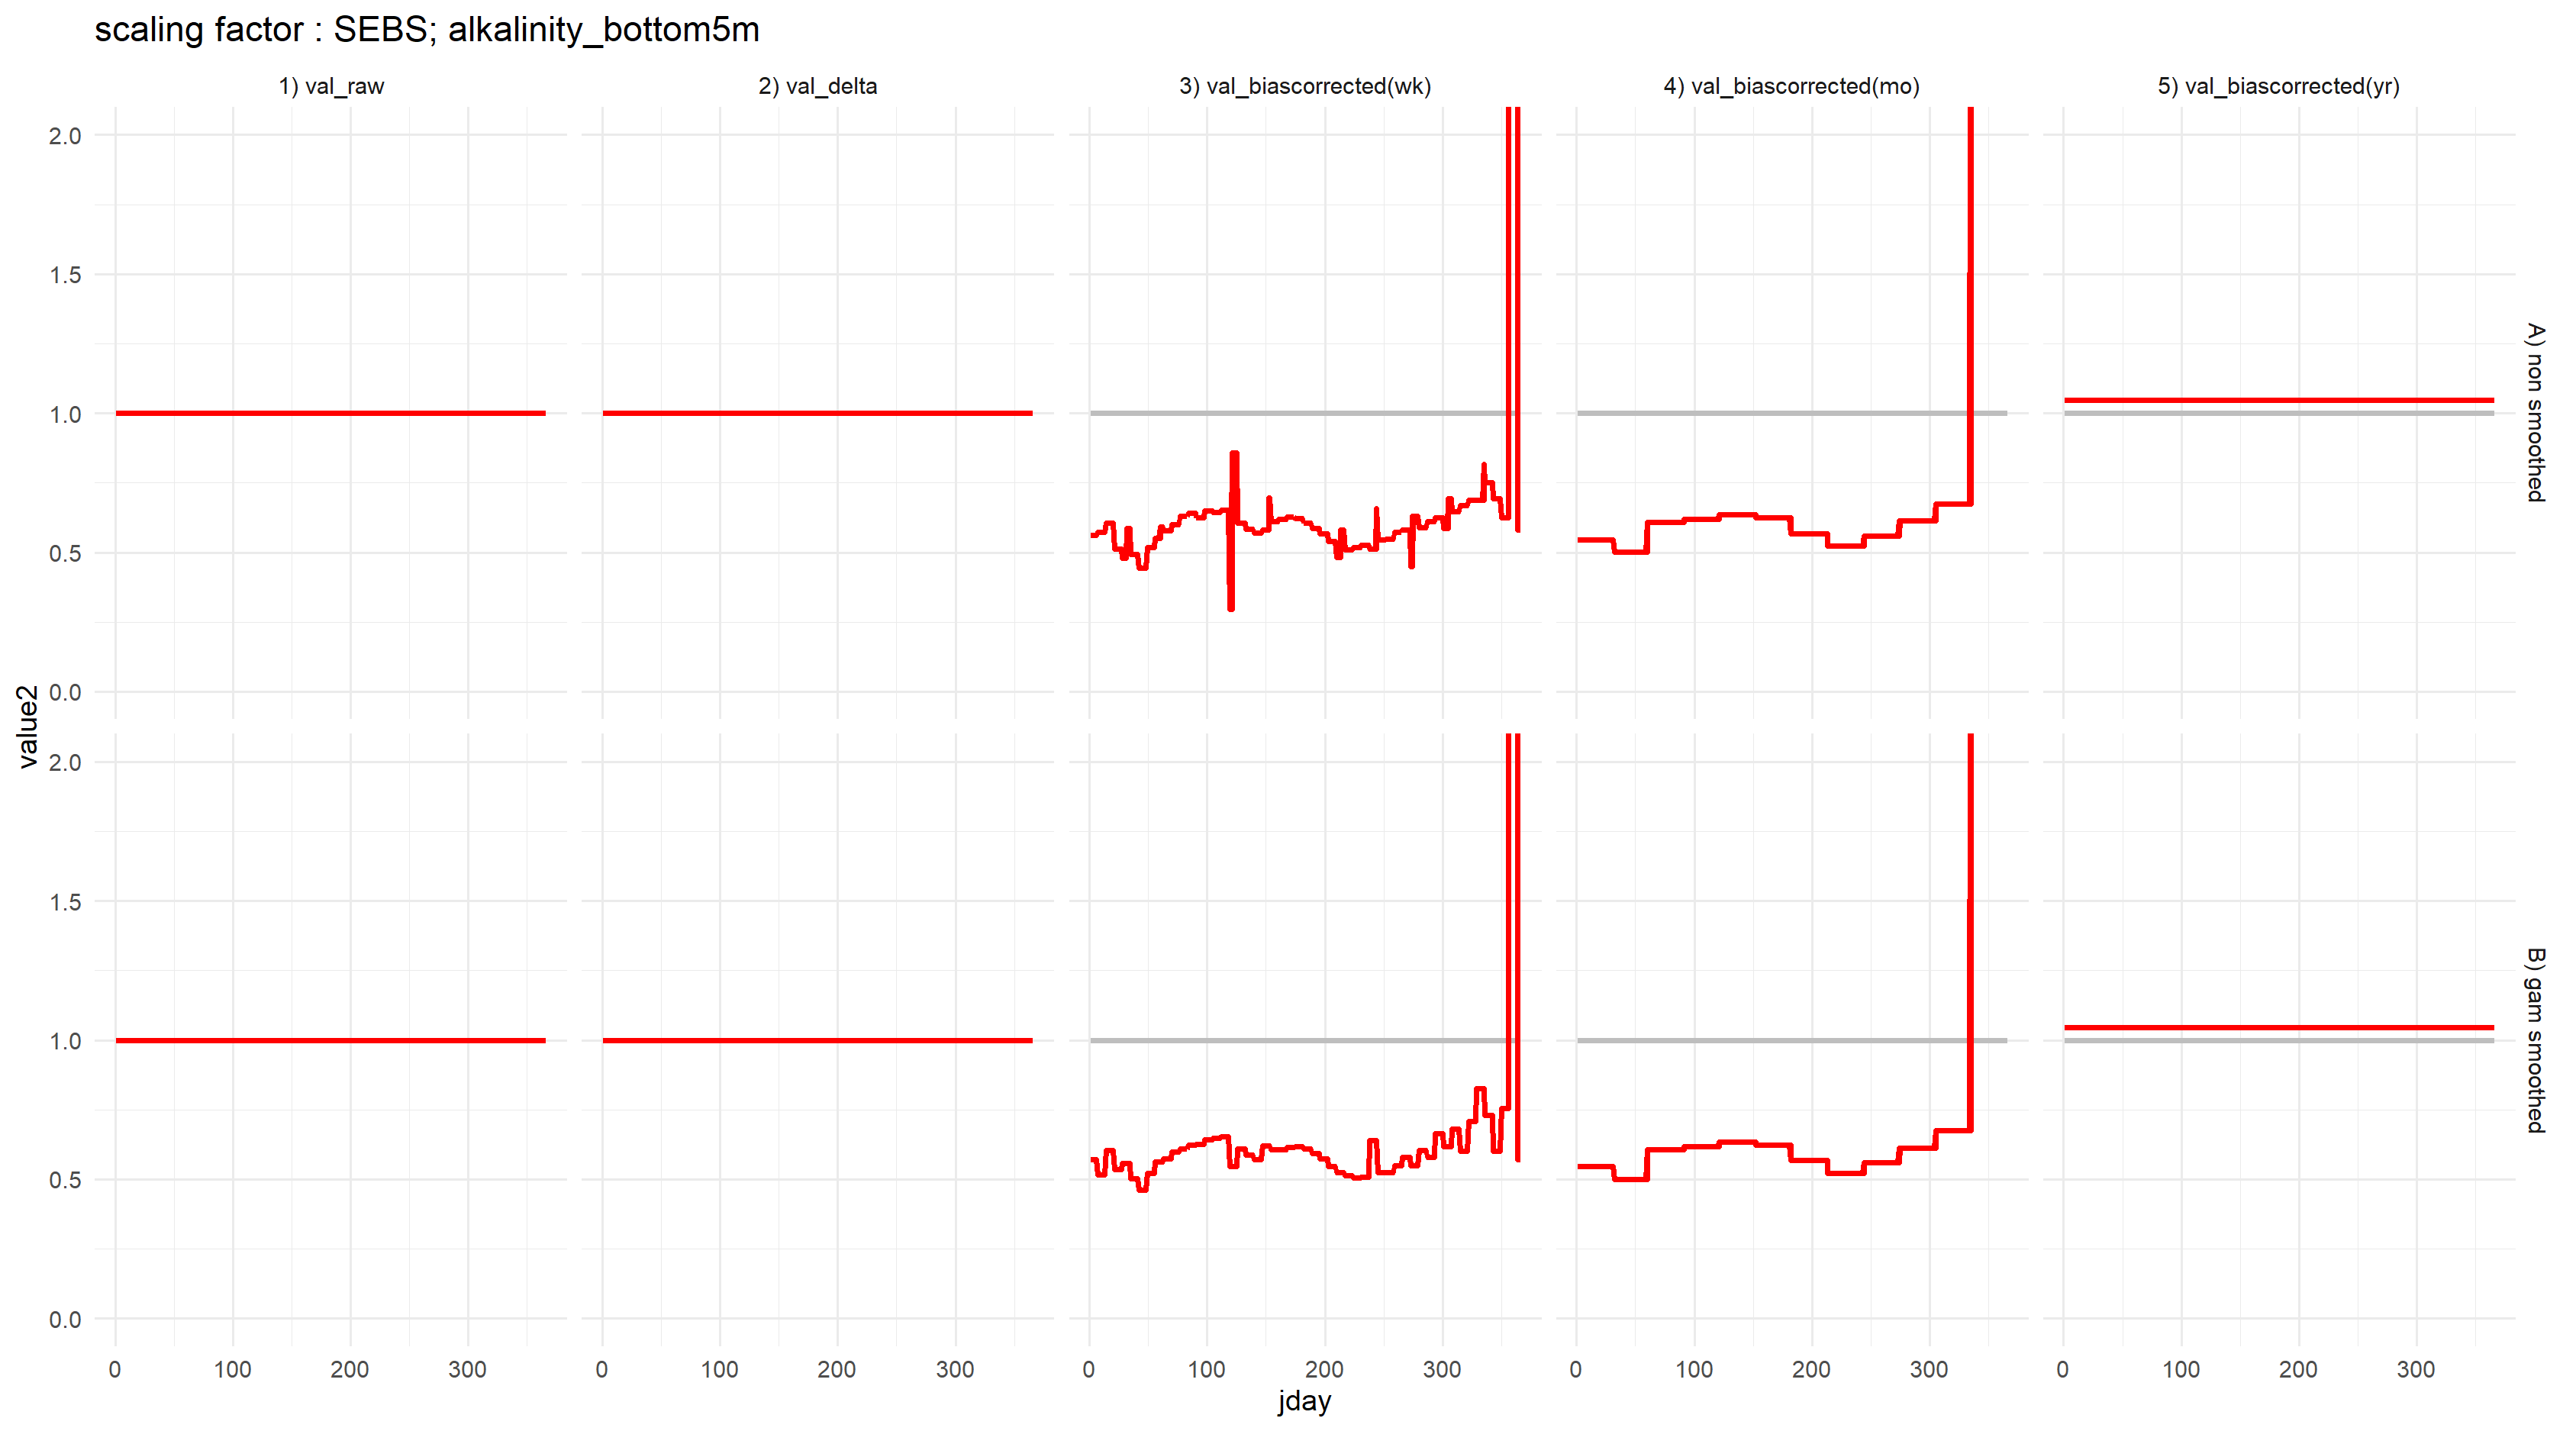 scaling factor : SEBS; alkalinity_bottom5m
1) val_raw
2) val_delta
3) val_biascorrected(wk)
4) val_biascorrected(mo)
5) val_biascorrected(yr)
2.0
1.5
1.0
0.5
0.0
A) non smoothed
value2
2.0
1.5
1.0
0.5
0.0
B) gam smoothed
0 100 200 300
0 100 200 300
0 100 200 300
0 100 200 300
0 100 200 300
jday